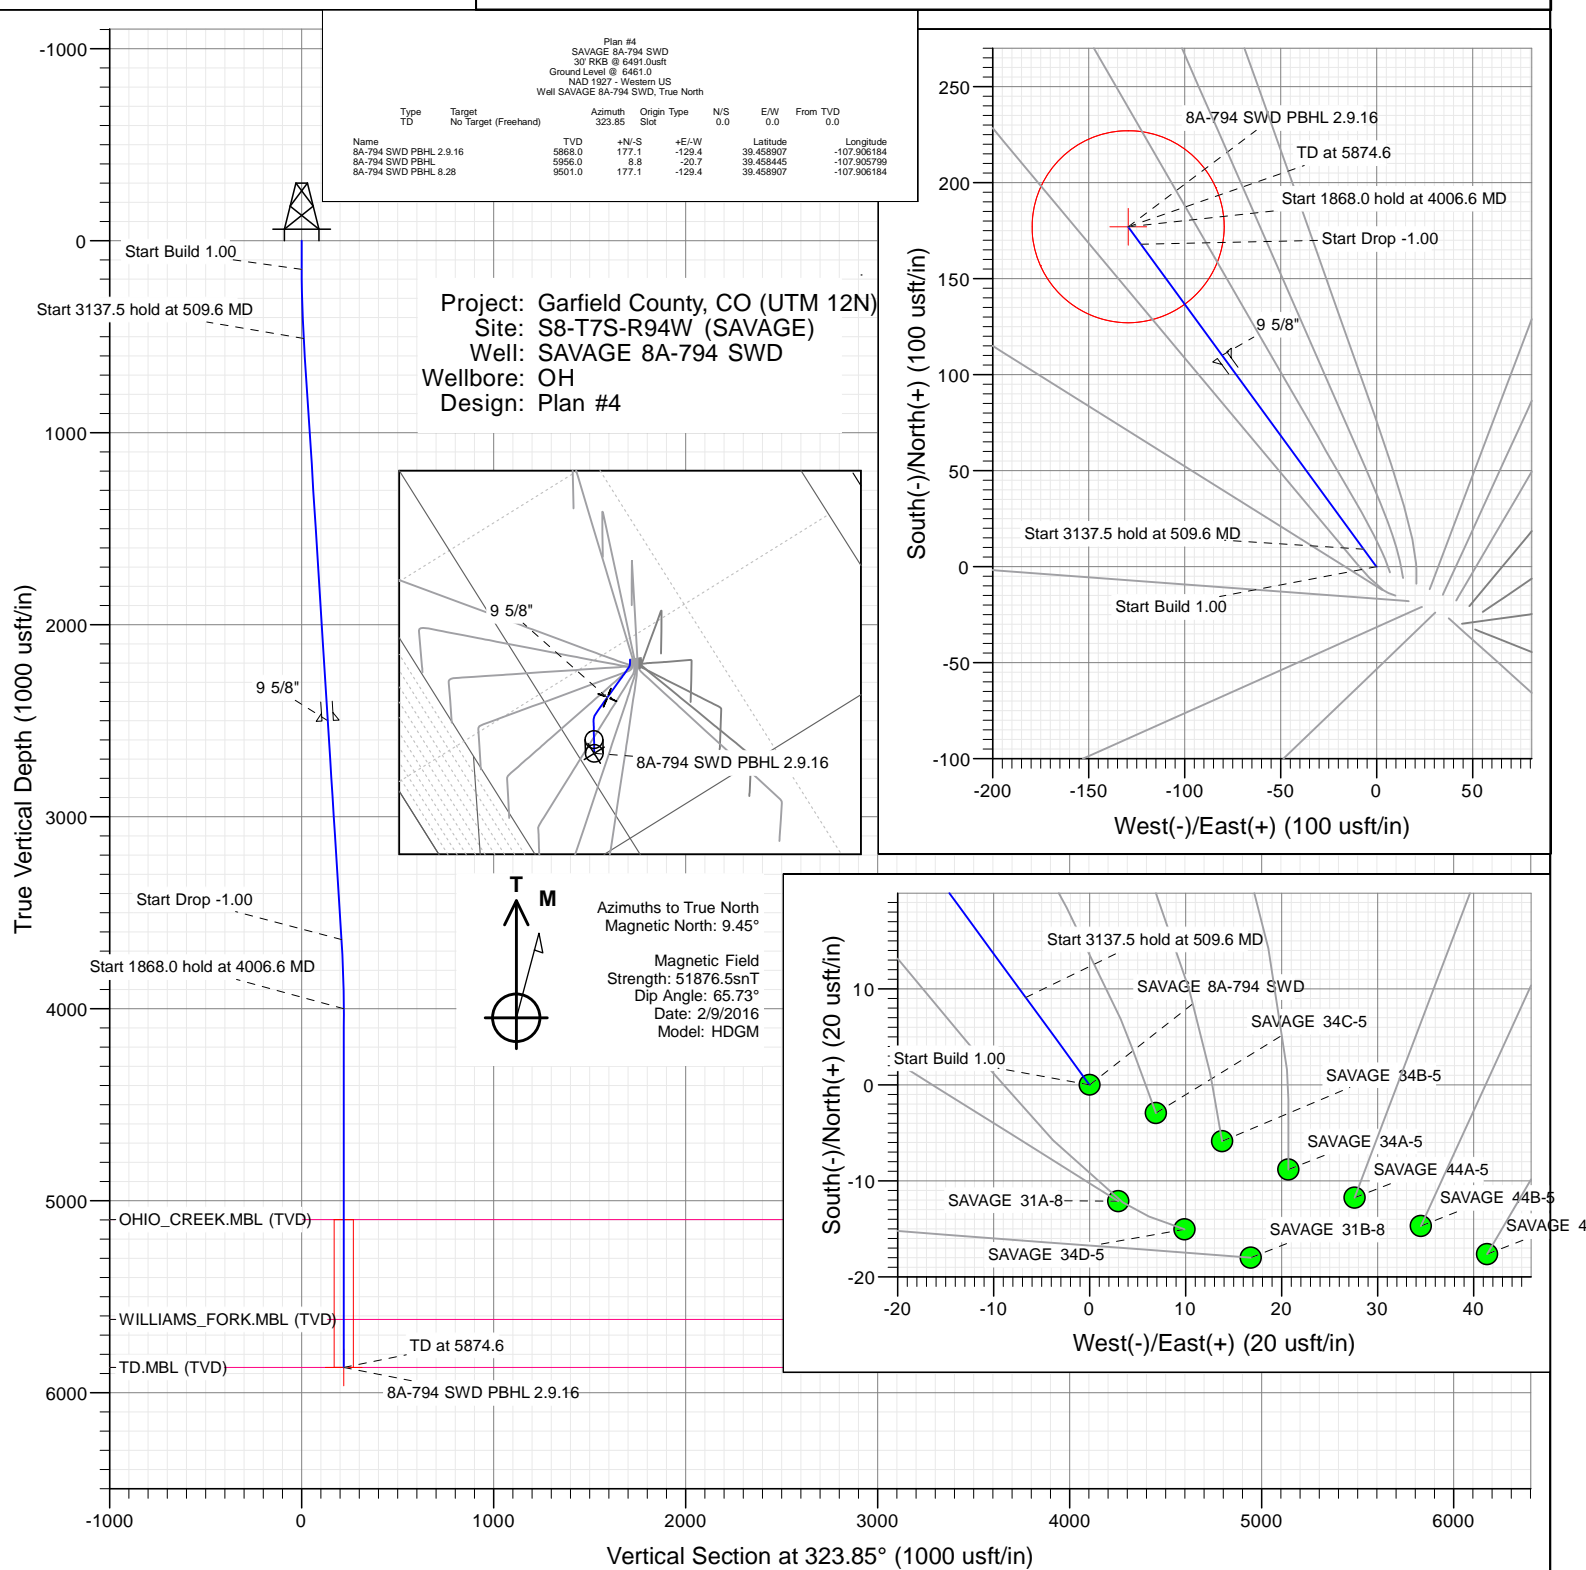 Plan #4
SAVAGE 8A-794 SWD
30' RKB @ 6491.0usft
Ground Level @ 6461.0
NAD 1927 - Western US
Well SAVAGE 8A-794 SWD, True North
Type Target Azimuth Origin Type N/S E/W From TVD
TD No Target (Freehand) 323.85 Slot 0.0 0.0 0.0
Name TVD +N/-S +E/-W Latitude Longitude
8A-794 SWD PBHL 2.9.16 5868.0 177.1 -129.4 39.458907 -107.906184
8A-794 SWD PBHL 5956.0 8.8 -20.7 39.458445 -107.905799
8A-794 SWD PBHL 8.28 9501.0 177.1 -129.4 39.458907 -107.906184
Project: Garfield County, CO (UTM 12N)
Site: S8-T7S-R94W (SAVAGE)
Well: SAVAGE 8A-794 SWD
Wellbore: OH
Design: Plan #4
True Vertical Depth (1000 usft/in)
-1000
0
1000
2000
3000
4000
5000
6000
Start Build 1.00
Start 3137.5 hold at 509.6 MD
9 5/8"
Start Drop -1.00
Start 1868.0 hold at 4006.6 MD
OHIO_CREEK.MBL (TVD)
WILLIAMS_FORK.MBL (TVD)
TD.MBL (TVD)
TD at 5874.6
8A-794 SWD PBHL 2.9.16
-1000 0 1000 2000 3000 4000 5000 6000
Vertical Section at 323.85° (1000 usft/in)
9 5/8"
8A-794 SWD PBHL 2.9.16
T
M
Azimuths to True North
Magnetic North: 9.45°
Magnetic Field
Strength: 51876.5snT
Dip Angle: 65.73°
Date: 2/9/2016
Model: HDGM
South(-)/North(+) (100 usft/in)
250
200
150
100
50
0
-50
-100
8A-794 SWD PBHL 2.9.16
TD at 5874.6
Start 1868.0 hold at 4006.6 MD
Start Drop -1.00
9 5/8"
Start 3137.5 hold at 509.6 MD
Start Build 1.00
-200 -150 -100 -50 0 50
West(-)/East(+) (100 usft/in)
South(-)/North(+) (20 usft/in)
10
0
-10
-20
Start 3137.5 hold at 509.6 MD
SAVAGE 8A-794 SWD
SAVAGE 34C-5
Start Build 1.00
SAVAGE 34B-5
SAVAGE 34A-5
SAVAGE 44A-5
SAVAGE 44B-5
SAVAGE 31A-8
SAVAGE 4
SAVAGE 31B-8
SAVAGE 34D-5
-20 -10 0 10 20 30 40
West(-)/East(+) (20 usft/in)